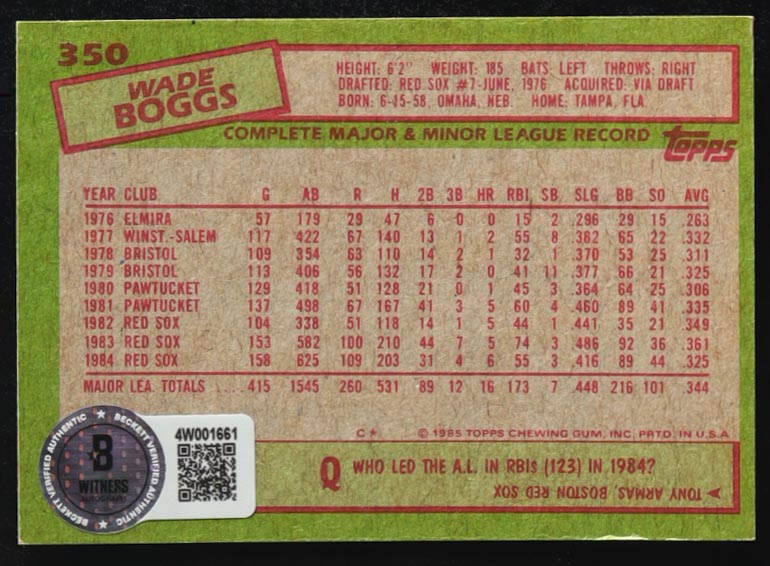 350
WADE
BOGGS
HEIGHT: 6'2" WEIGHT: 185 BATS: LEFT THROWS: RIGHT
DRAFTED: RED SOX #7-JUNE, 1976 ACQUIRED: VIA DRAFT
BORN: 6-15-58, OMAHA, NEB. HOME: TAMPA, FLA.
COMPLETE MAJOR & MINOR LEAGUE RECORD topps
YEAR CLUB G AB R H 2B 3B HR RBI SB SLG BB SO AVG
1976 ELMIRA 57 179 29 47 6 0 0 15 2 .296 29 15 .263
1977 WINST.-SALEM 117 422 67 140 13 1 2 55 8 .382 65 22 .332
1978 BRISTOL 109 354 63 110 14 2 1 32 1 .370 53 25 .311
1979 BRISTOL 113 406 56 132 17 2 0 41 11 .377 66 21 .325
1980 PAWTUCKET 129 418 51 128 21 0 1 45 3 .364 64 25 .306
1981 PAWTUCKET 137 498 67 167 41 3 5 60 4 .460 89 41 .335
1982 RED SOX 104 338 51 118 14 1 5 44 1 .441 35 21 .349
1983 RED SOX 153 582 100 210 44 7 5 74 3 .486 92 36 .361
1984 RED SOX 158 625 109 203 31 4 6 55 3 .416 89 44 .325
MAJOR LEA. TOTALS .... 415 1545 260 531 89 12 16 173 7 .448 216 101 .344
C* © 1985 TOPPS CHEWING GUM, INC. PRTD. IN U.S.A.
Q WHO LED THE A.L. IN RBIS (123) IN 1984?
TONY ARMAS, BOSTON RED SOX
BECKETT VERIFIED AUTHENTIC
BECKETT VERIFIED AUTHENTIC
B
WITNESS
AUTOGRAPH
4W001661